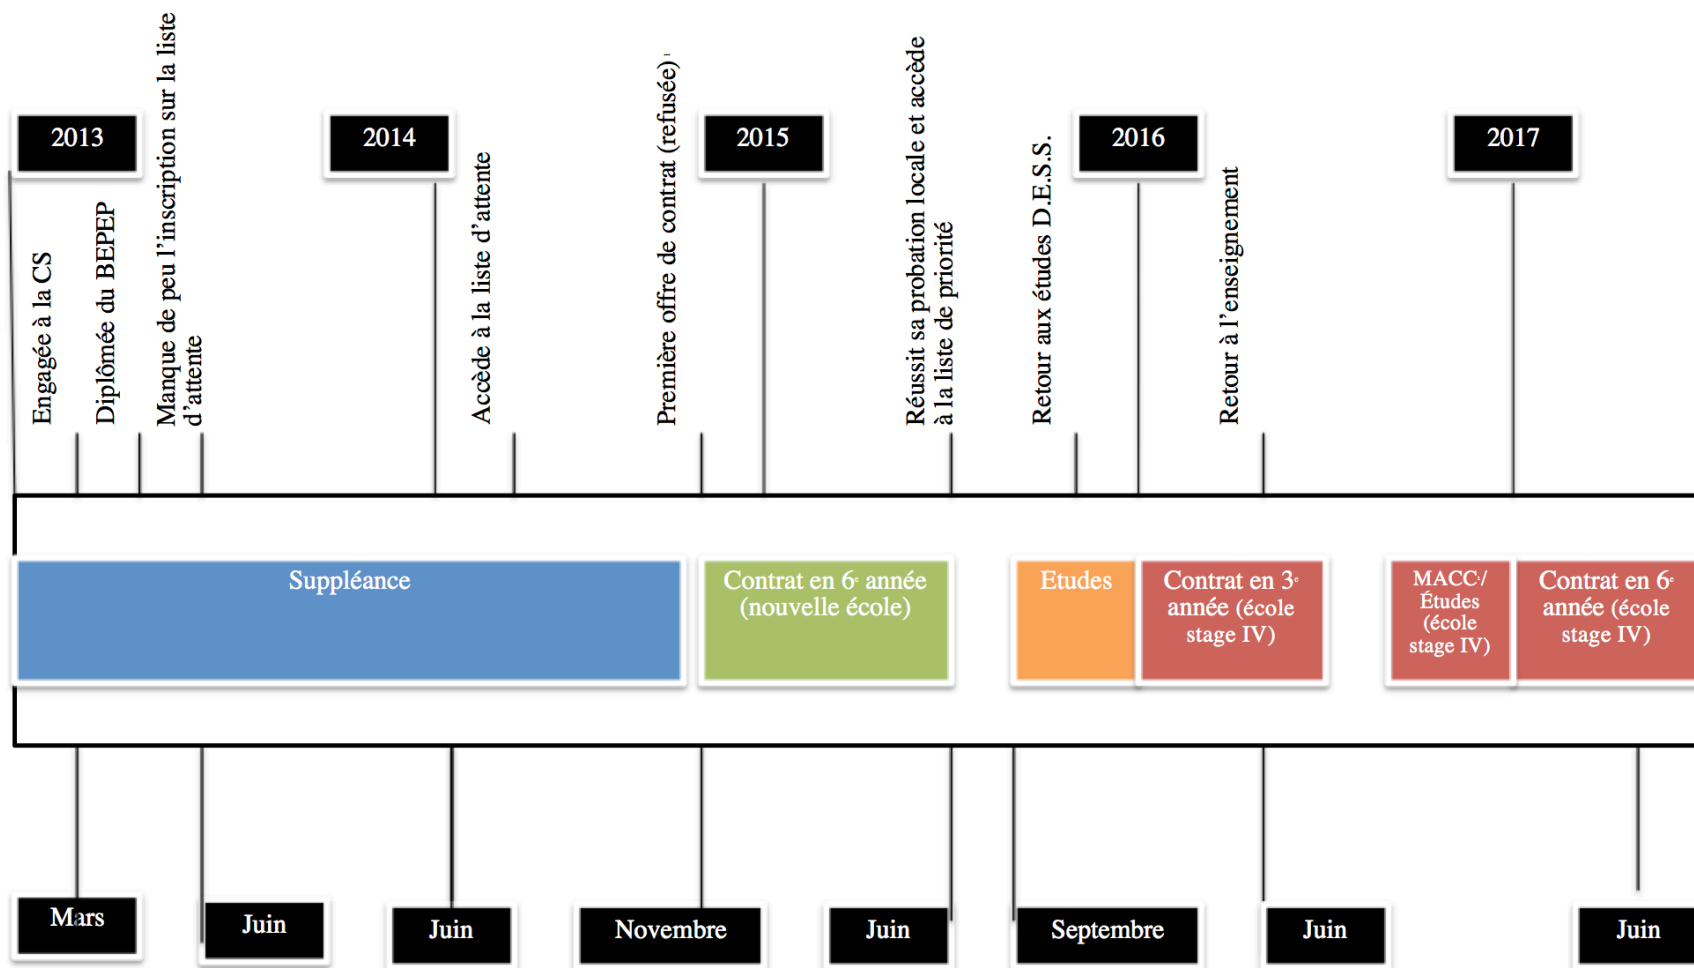 2013
2014
2015
2016
2017
Engagée à la CS
Diplômée du BEPEP
Manque de peu l'inscription sur la liste
d'attente
Accède à la liste d'attente
Première offre de contrat (refusée) ¹
Réussit sa probation locale et accède
à la liste de priorité
Retour aux études D.E.S.S.
Retour à l'enseignement
Suppléance
Contrat en 6e année
(nouvelle école)
Etudes
Contrat en 3e
année (école
stage IV)
MACC/
Études
(école
stage IV)
Contrat en 6e
année (école
stage IV)
Mars
Juin
Juin
Novembre
Juin
Septembre
Juin
Juin